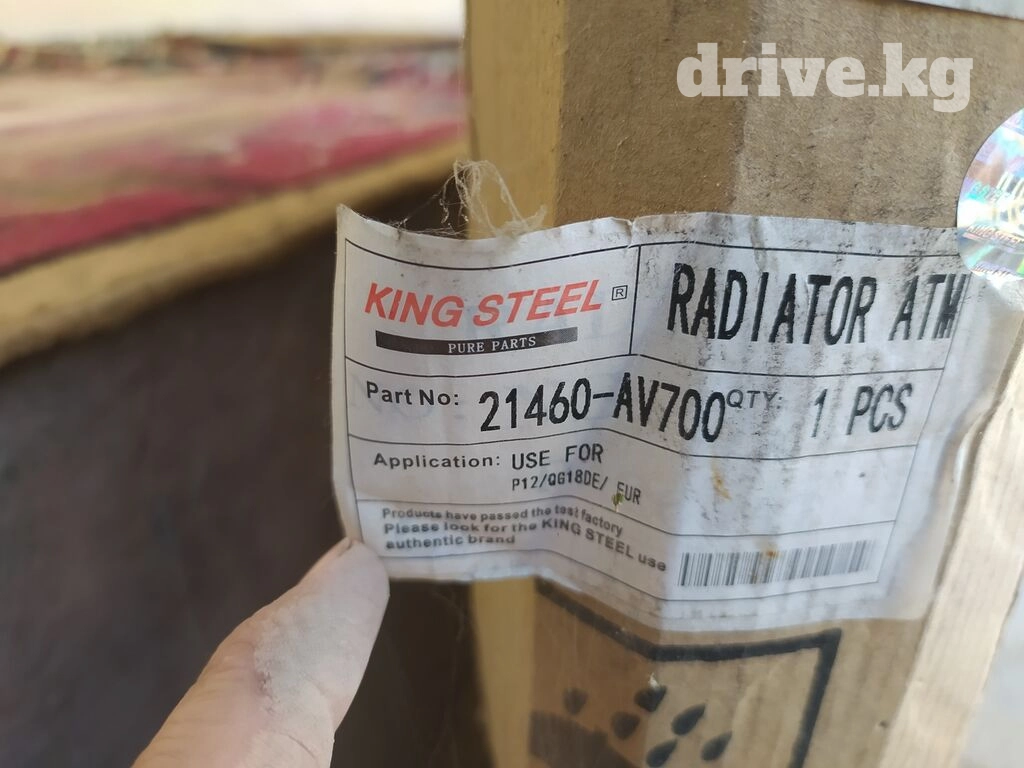 drive.kg
KING STEEL ®
PURE PARTS
RADIATOR ATM
Part No: 21460-AV700 QTY: 1 PCS
Application: USE FOR
P12/QG18DE/ EUR
Products have passed the test factory
Please look for the KING STEEL use
authentic brand